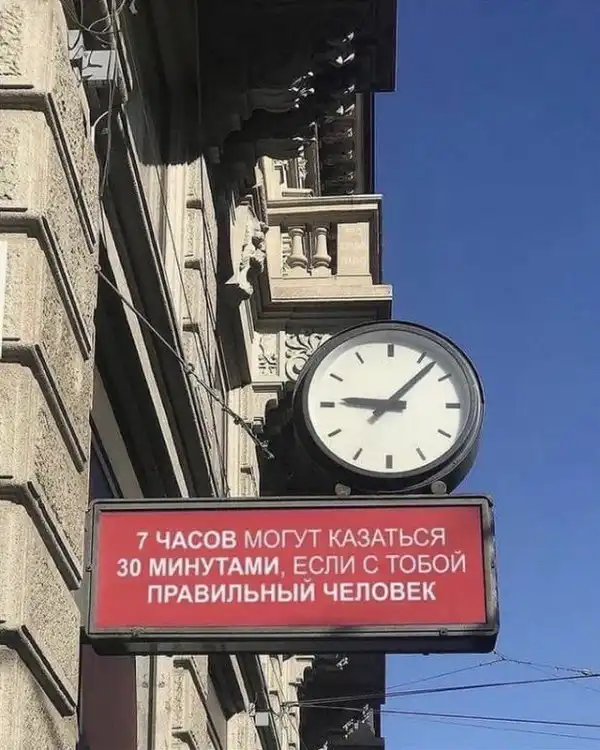 7 ЧАСОВ МОГУТ КАЗАТЬСЯ
30 МИНУТАМИ, ЕСЛИ С ТОБОЙ
ПРАВИЛЬНЫЙ ЧЕЛОВЕК